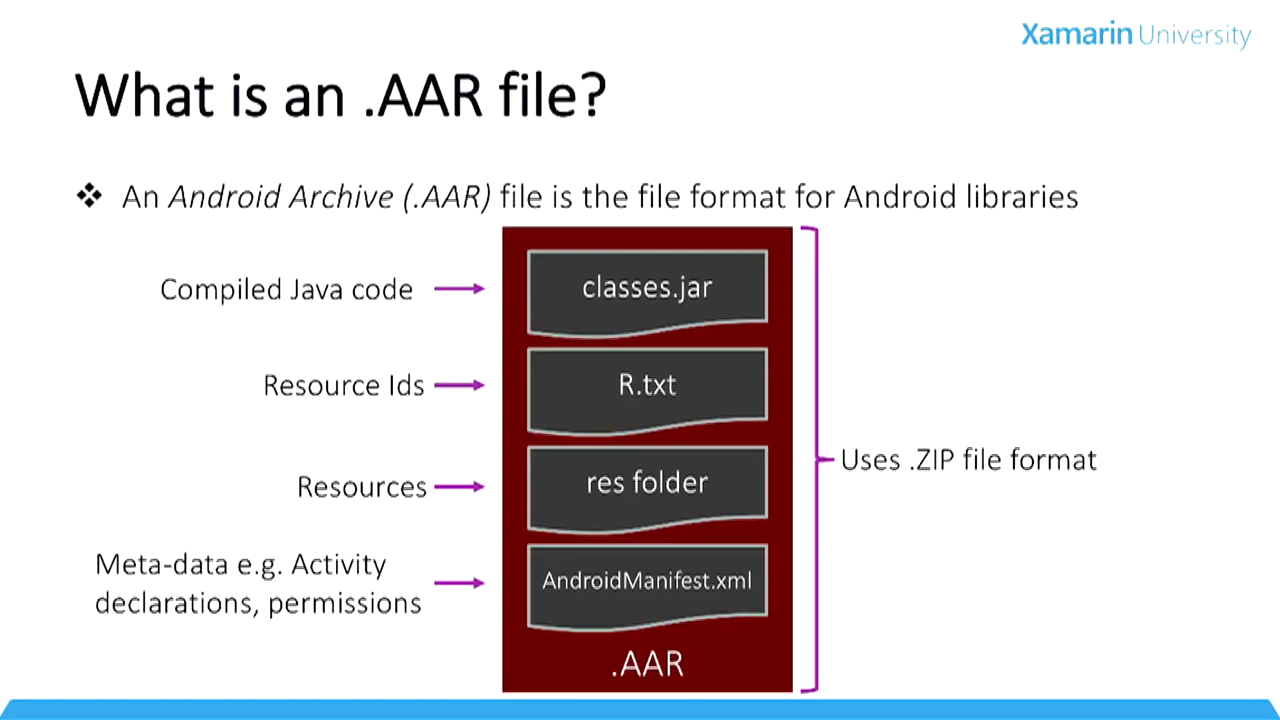 Xamarin University
What is an .AAR file?
❖ An Android Archive (.AAR) file is the file format for Android libraries
Compiled Java code
classes.jar
Resource Ids
R.txt
Resources
res folder
Uses .ZIP file format
Meta-data e.g. Activity
declarations, permissions
AndroidManifest.xml
.AAR